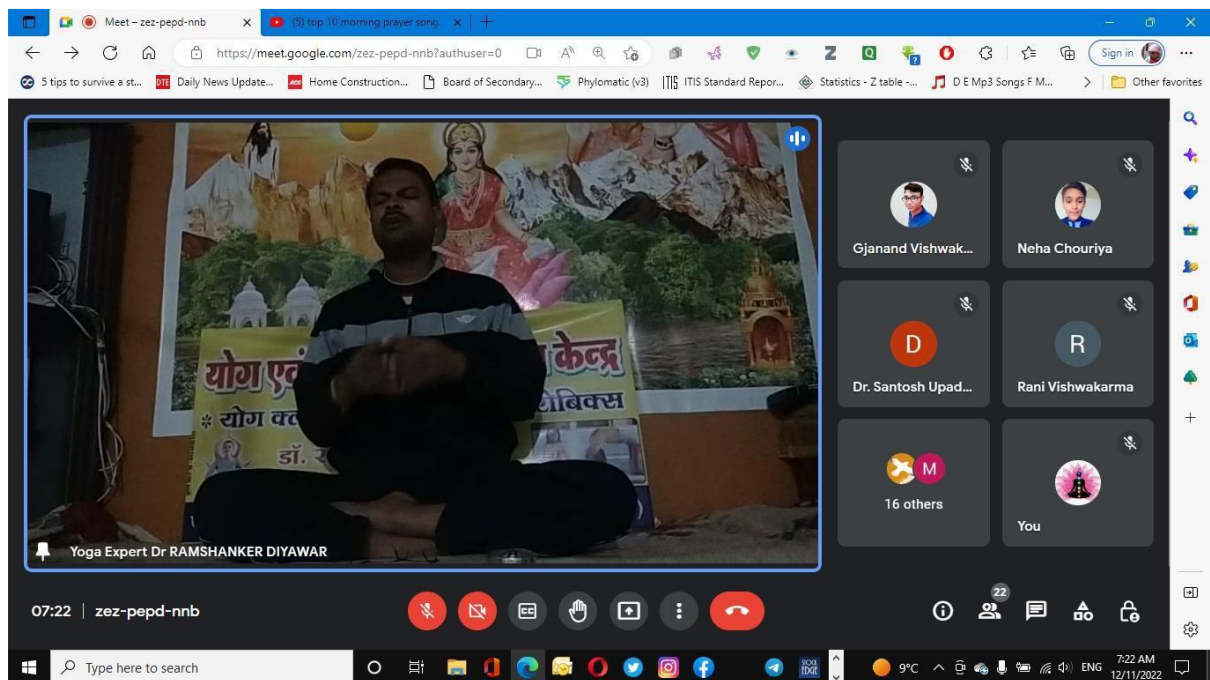 Meet – zez-pepd-nnb
(5) top 10 morning prayer song.
https://meet.google.com/zez-pepd-nnb?authuser=0
Sign in
5 tips to survive a st...
DTE Daily News Update...
ACC Home Construction...
Board of Secondary...
Phylomatic (v3)
ITIS ITIS Standard Repor...
Statistics - Z table -...
D E Mp3 Songs F M...
Other favorites
योग एवं
केन्द्र
* योग
डॉ.
Yoga Expert Dr RAMSHANKER DIYAWAR
Gjanand Vishwak...
Neha Chouriya
D
Dr. Santosh Upad...
R
Rani Vishwakarma
M
16 others
You
07:22 | zez-pepd-nnb
CC
22
Type here to search
9°C
ENG
7:22 AM
12/11/2022